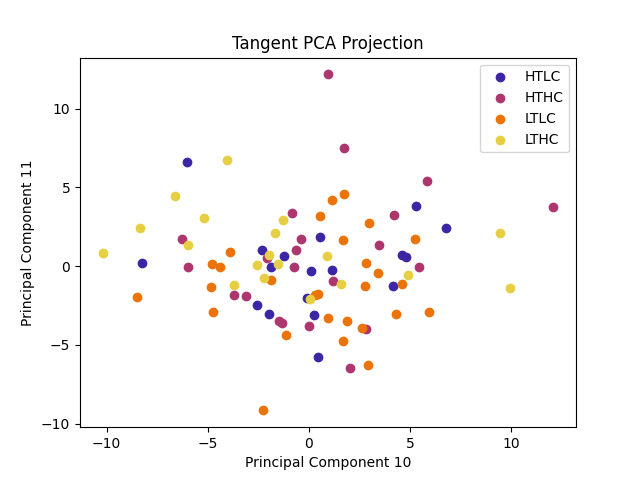 Tangent PCA Projection
HTLC
HTHC
LTLC
LTHC
10
5
0
−5
−10
Principal Component 11
−10 −5 0 5 10
Principal Component 10